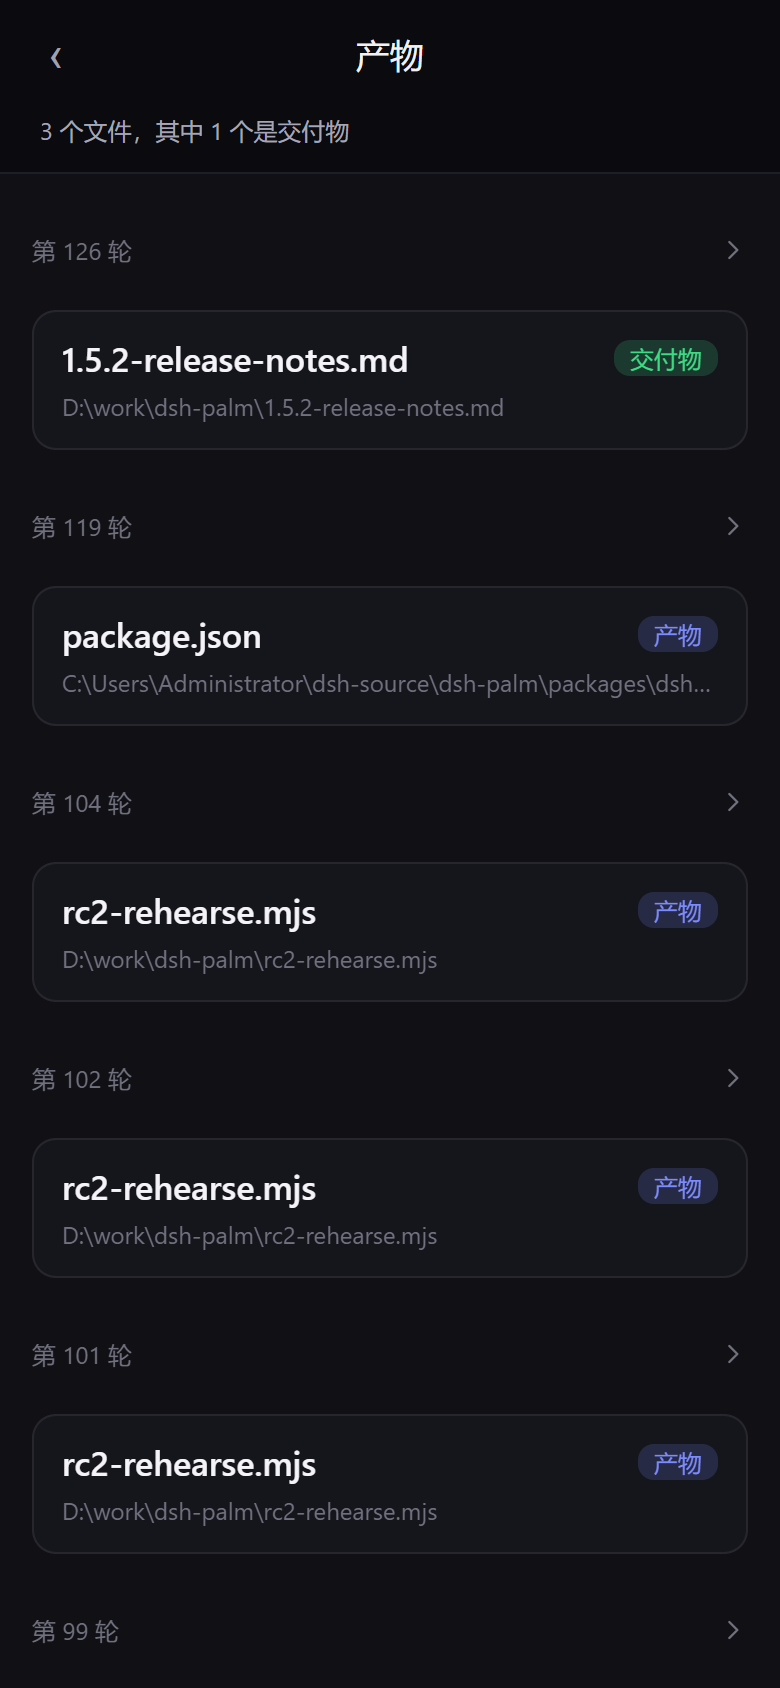 产物
3 个文件，其中 1 个是交付物
第 126 轮
1.5.2-release-notes.md
交付物
D:\work\dsh-palm\1.5.2-release-notes.md
第 119 轮
package.json
产物
C:\Users\Administrator\dsh-source\dsh-palm\packages\dsh...
第 104 轮
rc2-rehearse.mjs
产物
D:\work\dsh-palm\rc2-rehearse.mjs
第 102 轮
rc2-rehearse.mjs
产物
D:\work\dsh-palm\rc2-rehearse.mjs
第 101 轮
rc2-rehearse.mjs
产物
D:\work\dsh-palm\rc2-rehearse.mjs
第 99 轮